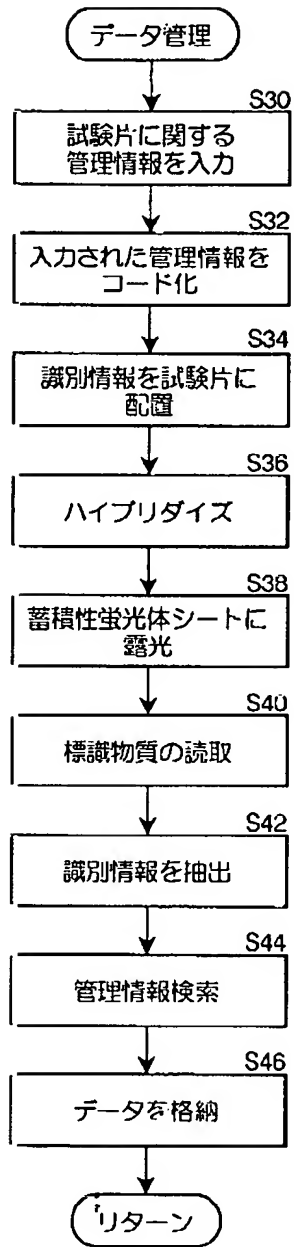 データ管理
S30
試験片に関する
管理情報を入力
S32
入力された管理情報を
コード化
S34
識別情報を試験片に
配置
S36
ハイブリダイズ
S38
蓄積性蛍光体シートに
露光
S40
標識物質の読取
S42
識別情報を抽出
S44
管理情報検索
S46
データを格納
リターン